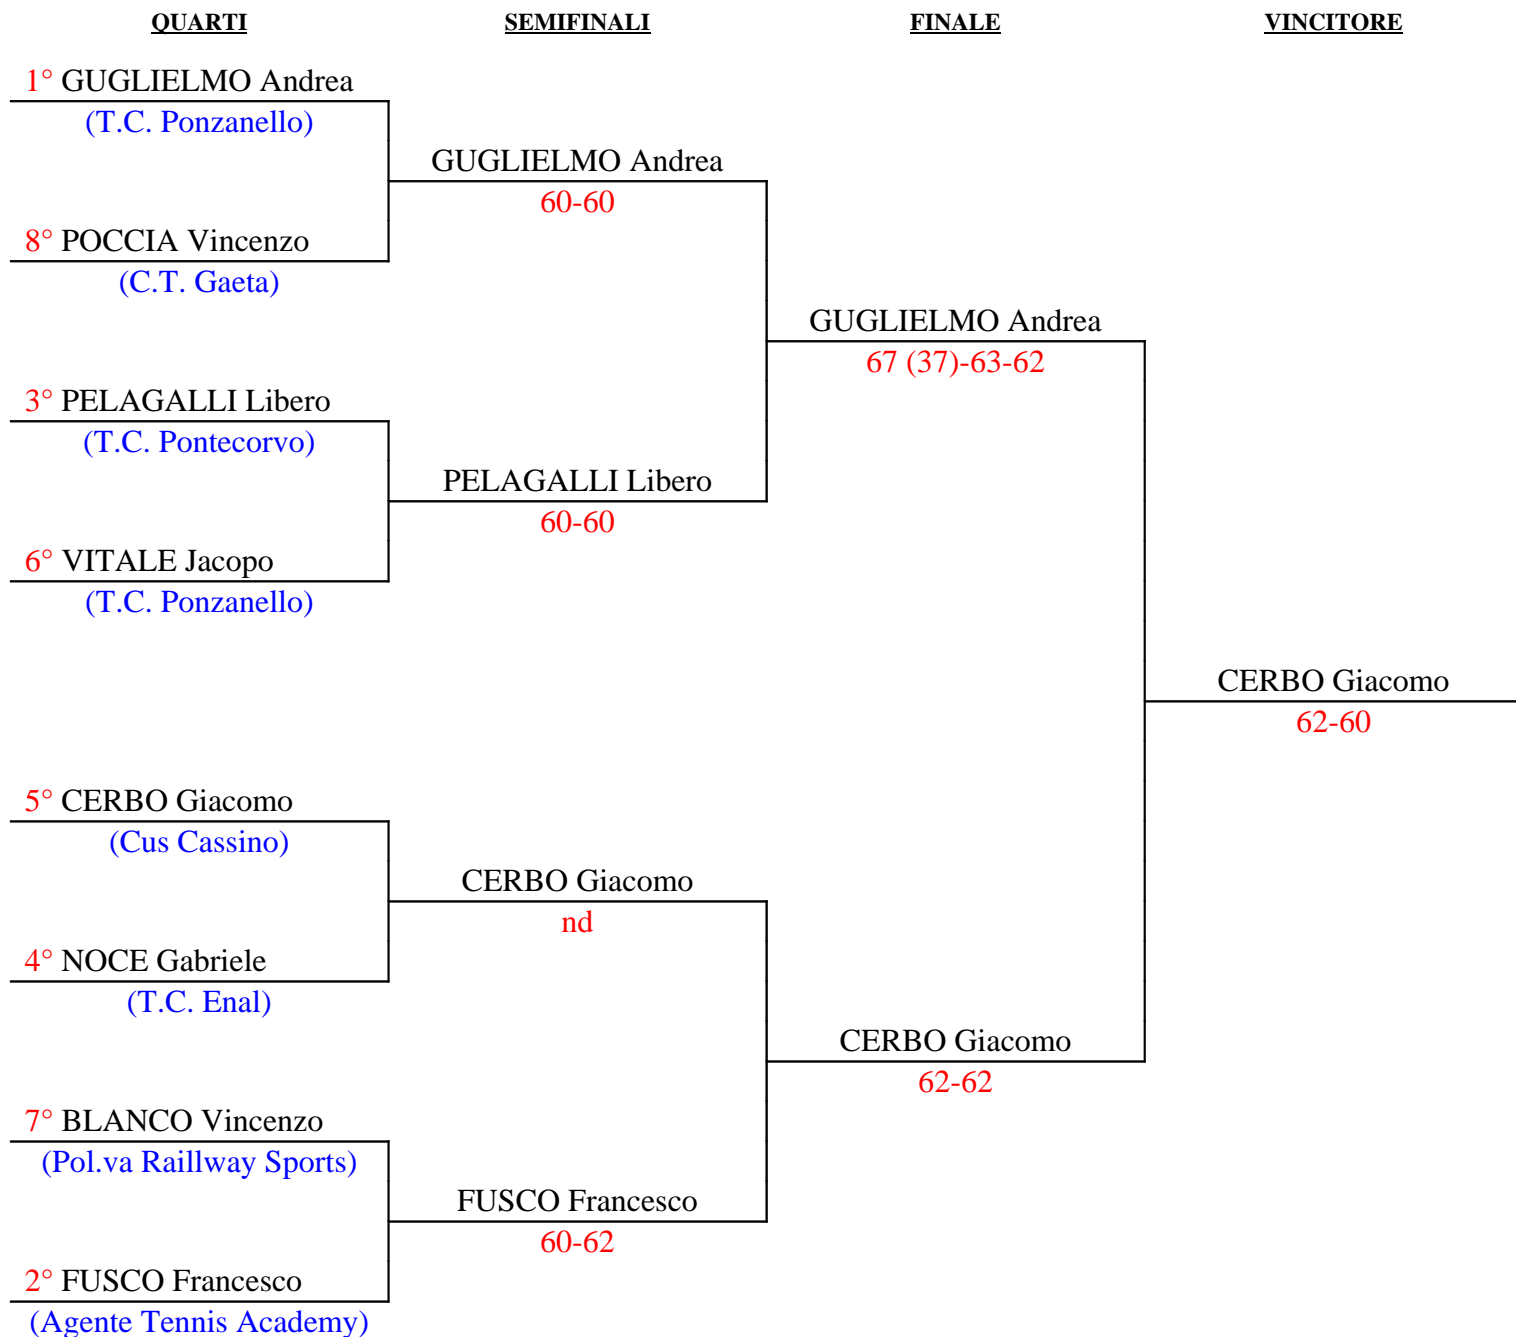 QUARTI SEMIFINALI FINALE VINCITORE
1° GUGLIELMO Andrea
(T.C. Ponzanello)
GUGLIELMO Andrea
60-60
8° POCCIA Vincenzo
(C.T. Gaeta)
GUGLIELMO Andrea
67 (37)-63-62
3° PELAGALLI Libero
(T.C. Pontecorvo)
PELAGALLI Libero
60-60
6° VITALE Jacopo
(T.C. Ponzanello)
CERBO Giacomo
62-60
5° CERBO Giacomo
(Cus Cassino)
CERBO Giacomo
nd
4° NOCE Gabriele
(T.C. Enal)
CERBO Giacomo
62-62
7° BLANCO Vincenzo
(Pol.va Raillway Sports)
FUSCO Francesco
60-62
2° FUSCO Francesco
(Agente Tennis Academy)